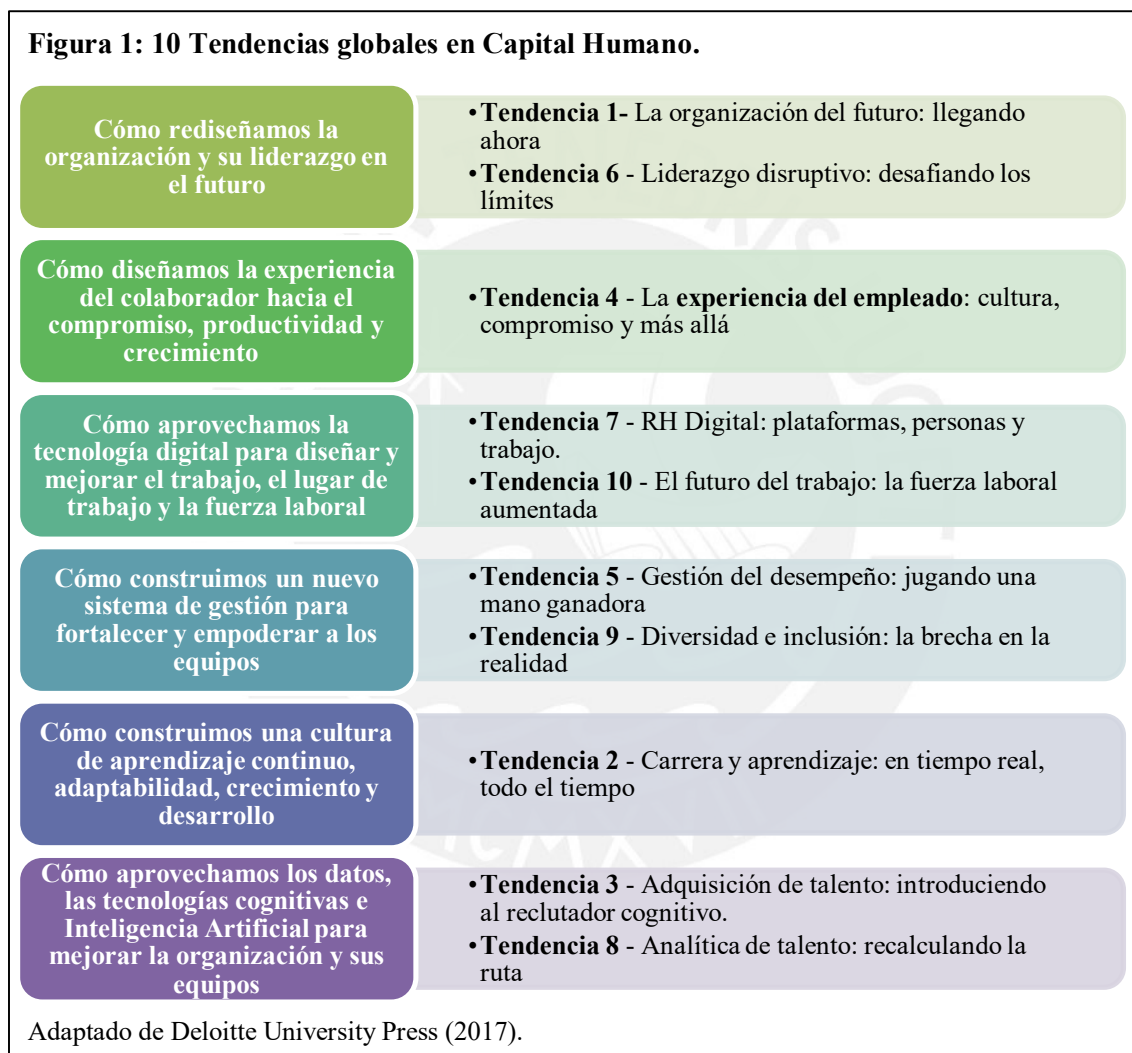 Figura 1: 10 Tendencias globales en Capital Humano.
Cómo rediseñamos la
organización y su liderazgo en
el futuro
•Tendencia 1- La organización del futuro: llegando
ahora
•Tendencia 6 - Liderazgo disruptivo: desafiando los
límites
Cómo diseñamos la experiencia
del colaborador hacia el
compromiso, productividad y
crecimiento
•Tendencia 4 - La experiencia del empleado: cultura,
compromiso y más allá
Cómo aprovechamos la
tecnología digital para diseñar y
mejorar el trabajo, el lugar de
trabajo y la fuerza laboral
•Tendencia 7 - RH Digital: plataformas, personas y
trabajo.
•Tendencia 10 - El futuro del trabajo: la fuerza laboral
aumentada
Cómo construimos un nuevo
sistema de gestión para
fortalecer y empoderar a los
equipos
•Tendencia 5 - Gestión del desempeño: jugando una
mano ganadora
•Tendencia 9 - Diversidad e inclusión: la brecha en la
realidad
Cómo construimos una cultura
de aprendizaje continuo,
adaptabilidad, crecimiento y
desarrollo
•Tendencia 2 - Carrera y aprendizaje: en tiempo real,
todo el tiempo
Cómo aprovechamos los datos,
las tecnologías cognitivas e
Inteligencia Artificial para
mejorar la organización y sus
equipos
•Tendencia 3 - Adquisición de talento: introduciendo
al reclutador cognitivo.
•Tendencia 8 - Analítica de talento: recalculando la
ruta
Adaptado de Deloitte University Press (2017).